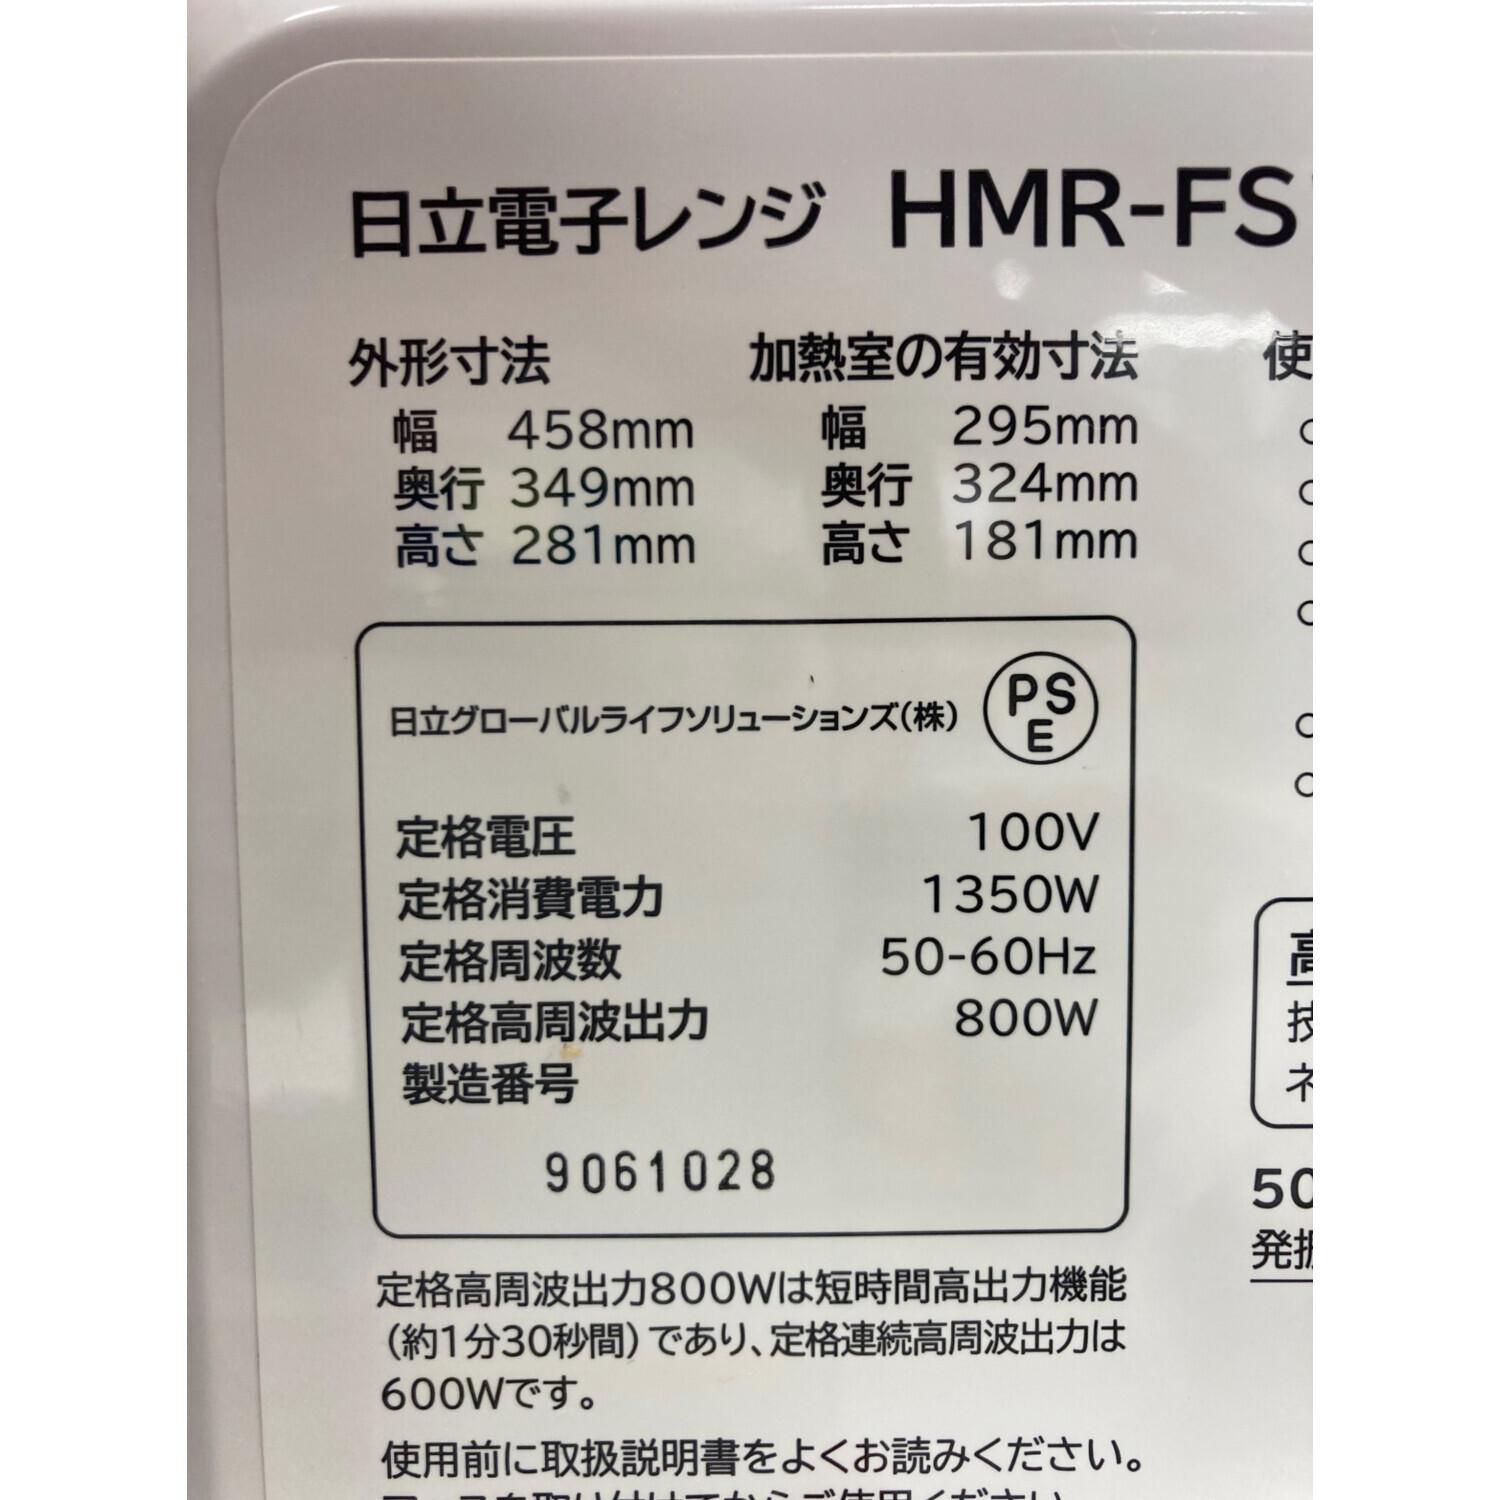 日立電子レンジ HMR-FS
外形寸法
幅 458mm
奥行 349mm
高さ 281mm
加熱室の有効寸法
幅 295mm
奥行 324mm
高さ 181mm
使
日立グローバルライフソリューションズ(株)
PS
E
定格電圧 100V
定格消費電力 1350W
定格周波数 50-60Hz
定格高周波出力 800W
製造番号
9061028
高
技
ネ
50
発振
定格高周波出力800Wは短時間高出力機能
(約1分30秒間)であり、定格連続高周波出力は
600Wです。
使用前に取扱説明書をよくお読みください。